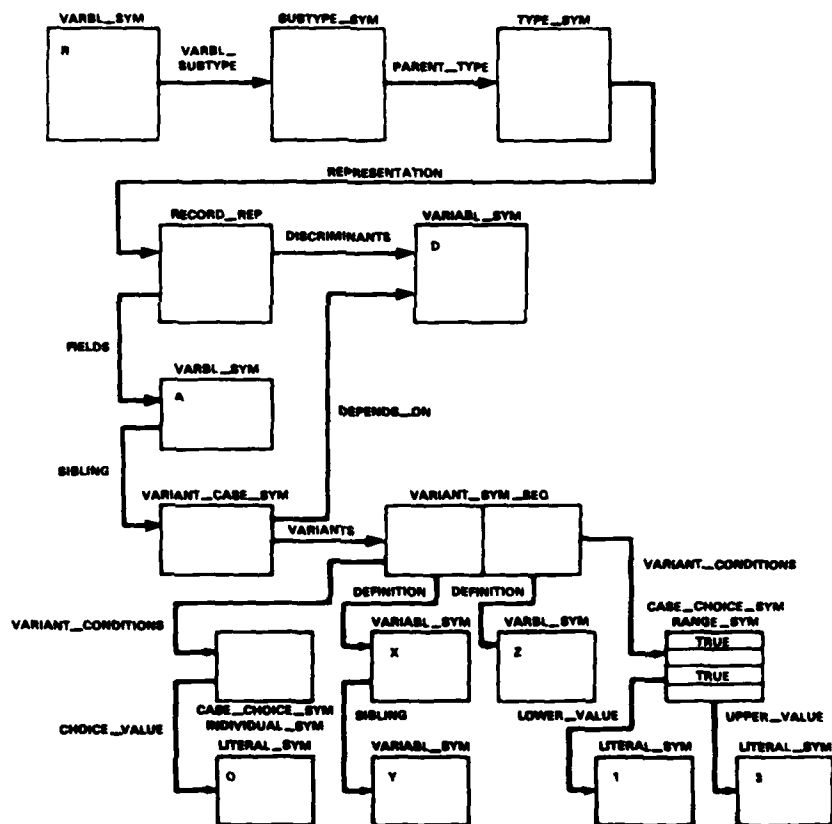 VARBL_SYM
SUBTYPE_SYM
TYPE_SYM
R
VARBL_
SUBTYPE
PARENT_TYPE
REPRESENTATION
RECORD_REP
DISCRIMINANTS
VARIABL_SYM
D
FIELDS
VARBL_SYM
A
DEPENDS_ON
SIBLING
VARIANT_CASE_SYM
VARIANT_SYM_SEQ
VARIANTS
VARIANT_CONDITIONS
DEFINITION
DEFINITION
VARIANT_CONDITIONS
CASE_CHOICE_SYM
RANGE_SYM
VARIABL_SYM
VARBL_SYM
TRUE
X
Z
TRUE
CASE_CHOICE_SYM
INDIVIDUAL_SYM
SIBLING
LOWER_VALUE
UPPER_VALUE
CHOICE_VALUE
LITERAL_SYM
VARIABL_SYM
LITERAL_SYM
LITERAL_SYM
0
Y
1
3